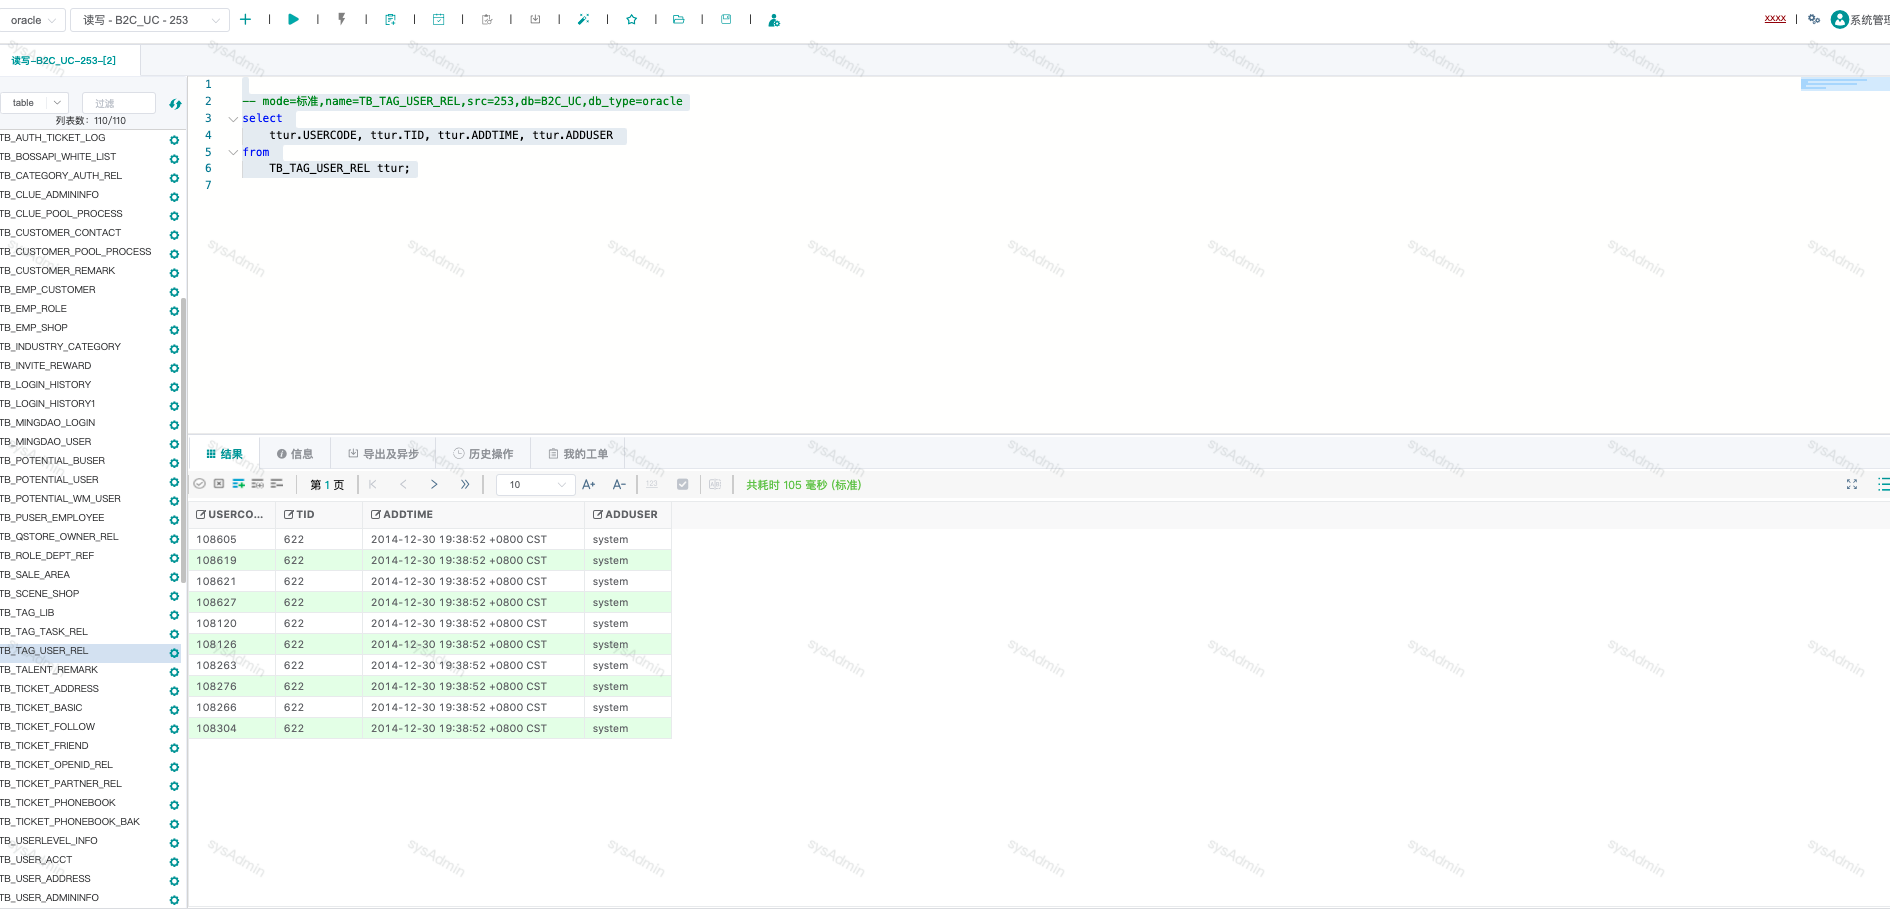 oracle 读写 - B2C_UC - 253 xxxx 系统管理
读写-B2C_UC-253-[2]
table 过滤
列表数: 110/110
TB_AUTH_TICKET_LOG
TB_BOSSAPI_WHITE_LIST
TB_CATEGORY_AUTH_REL
TB_CLUE_ADMININFO
TB_CLUE_POOL_PROCESS
TB_CUSTOMER_CONTACT
TB_CUSTOMER_POOL_PROCESS
TB_CUSTOMER_REMARK
TB_EMP_CUSTOMER
TB_EMP_ROLE
TB_EMP_SHOP
TB_INDUSTRY_CATEGORY
TB_INVITE_REWARD
TB_LOGIN_HISTORY
TB_LOGIN_HISTORY1
TB_MINGDAO_LOGIN
TB_MINGDAO_USER
TB_POTENTIAL_BUSER
TB_POTENTIAL_USER
TB_POTENTIAL_WM_USER
TB_PUSER_EMPLOYEE
TB_QSTORE_OWNER_REL
TB_ROLE_DEPT_REF
TB_SALE_AREA
TB_SCENE_SHOP
TB_TAG_LIB
TB_TAG_TASK_REL
TB_TAG_USER_REL
TB_TALENT_REMARK
TB_TICKET_ADDRESS
TB_TICKET_BASIC
TB_TICKET_FOLLOW
TB_TICKET_FRIEND
TB_TICKET_OPENID_REL
TB_TICKET_PARTNER_REL
TB_TICKET_PHONEBOOK
TB_TICKET_PHONEBOOK_BAK
TB_USERLEVEL_INFO
TB_USER_ACCT
TB_USER_ADDRESS
TB_USER_ADMININFO
1
2 -- mode=标准,name=TB_TAG_USER_REL,src=253,db=B2C_UC,db_type=oracle
3 select
4 ttur.USERCODE, ttur.TID, ttur.ADDTIME, ttur.ADDUSER
5 from
6 TB_TAG_USER_REL ttur;
7
结果 信息 导出及异步 历史操作 我的工单
第 1 页 10 A+ A- 123 共耗时 105 毫秒 (标准)
USERCO... TID ADDTIME ADDUSER
108605 622 2014-12-30 19:38:52 +0800 CST system
108619 622 2014-12-30 19:38:52 +0800 CST system
108621 622 2014-12-30 19:38:52 +0800 CST system
108627 622 2014-12-30 19:38:52 +0800 CST system
108120 622 2014-12-30 19:38:52 +0800 CST system
108126 622 2014-12-30 19:38:52 +0800 CST system
108263 622 2014-12-30 19:38:52 +0800 CST system
108276 622 2014-12-30 19:38:52 +0800 CST system
108266 622 2014-12-30 19:38:52 +0800 CST system
108304 622 2014-12-30 19:38:52 +0800 CST system
sysAdmin